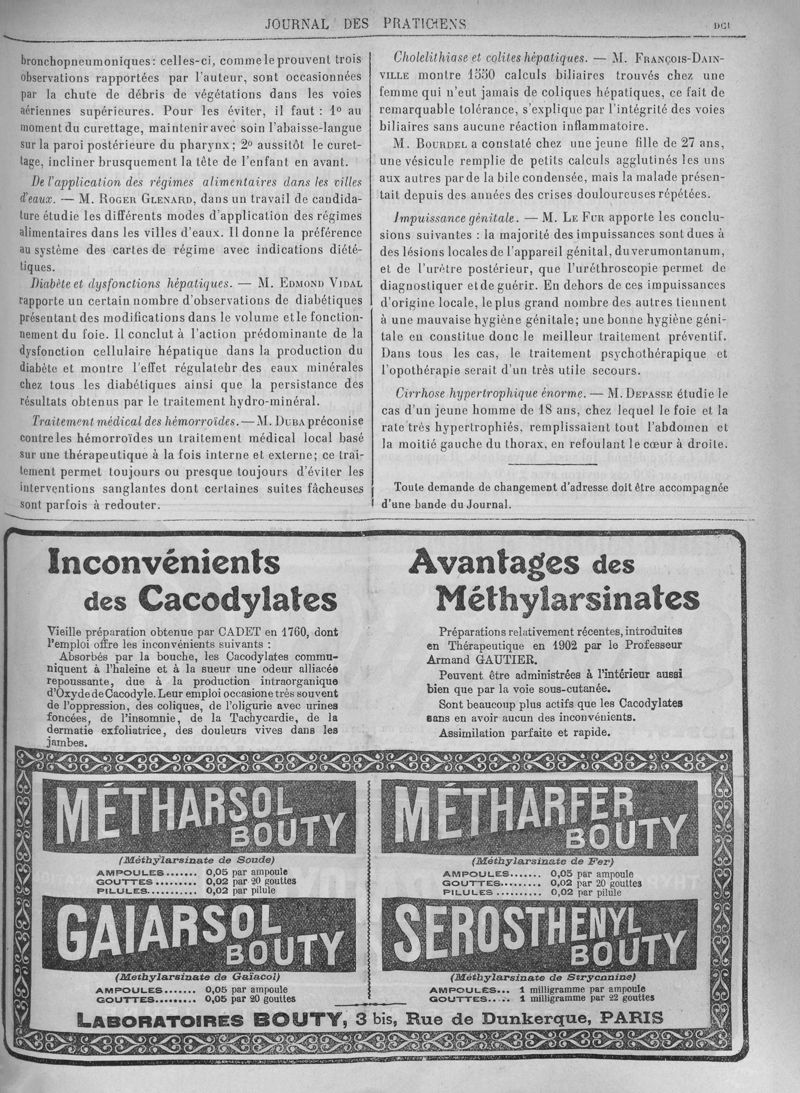 JOURNAL DES PRATICIENS
DCI
bronchopneumoniques: celles-ci, comme le prouvent trois
observations rapportées par l'auteur, sont occasionnées
par la chute de débris de végétations dans les voies
aériennes supérieures. Pour les éviter, il faut : 1º au
moment du curettage, maintenir avec soin l'abaisse-langue
sur la paroi postérieure du pharynx; 2º aussitôt le curet-
tage, incliner brusquement la tête de l'enfant en avant.
De l'application des régimes alimentaires dans les villes
d'eaux. — M. ROGER GLENARD, dans un travail de candida-
ture étudie les différents modes d'application des régimes
alimentaires dans les villes d'eaux. Il donne la préférence
au système des cartes de régime avec indications diété-
tiques.
Diabète et dysfonctions hépatiques. — M. EDMOND VIDAL
rapporte un certain nombre d'observations de diabétiques
présentant des modifications dans le volume et le fonction-
nement du foie. Il conclut à l'action prédominante de la
dysfonction cellulaire hépatique dans la production du
diabète et montre l'effet régulatebr des eaux minérales
chez tous les diabétiques ainsi que la persistance des
résultats obtenus par le traitement hydro-minéral.
Traitement médical des hémorroïdes. — M. DUBA préconise
contre les hémorroïdes un traitement médical local basé
sur une thérapeutique à la fois interne et externe; ce trai-
tement permet toujours ou presque toujours d'éviter les
interventions sanglantes dont certaines suites fâcheuses
sont parfois à redouter.
Cholelithiase et colites hépatiques. — M. FRANÇOIS-DAIN-
VILLE montre 1550 calculs biliaires trouvés chez une
femme qui n'eut jamais de coliques hépatiques, ce fait de
remarquable tolérance, s'explique par l'intégrité des voies
biliaires sans aucune réaction inflammatoire.
M. BOURDEL a constaté chez une jeune fille de 27 ans,
une vésicule remplie de petits calculs agglutinés les uns
aux autres par de la bile condensée, mais la malade présen-
tait depuis des années des crises douloureuses répétées.
Impuissance génitale. — M. LE FUR apporte les conclu-
sions suivantes : la majorité des impuissances sont dues à
des lésions locales de l'appareil génital, du verumontanum,
et de l'urètre postérieur, que l'uréthroscopie permet de
diagnostiquer et de guérir. En dehors de ces impuissances
d'origine locale, le plus grand nombre des autres tiennent
à une mauvaise hygiène génitale; une bonne hygiène géni-
tale en constitue donc le meilleur traitement préventif.
Dans tous les cas, le traitement psychothérapique et
l'opothérapie serait d'un très utile secours.
Cirrhose hypertrophique énorme. — M. DEPASSE étudie le
cas d'un jeune homme de 18 ans, chez lequel le foie et la
rate très hypertrophiés, remplissaient tout l'abdomen et
la moitié gauche du thorax, en refoulant le cœur à droite.
Toute demande de changement d'adresse doit être accompagnée
d'une bande du Journal.
Inconvénients
des Cacodylates
Vieille préparation obtenue par CADET en 1760, dont
l'emploi offre les inconvénients suivants :
Absorbés par la bouche, les Cacodylates commu-
niquent à l'haleine et à la sueur une odeur alliacée
repoussante, due à la production intraorganique
d'Oxyde de Cacodyle. Leur emploi occasione très souvent
de l'oppression, des coliques, de l'oligurie avec urines
foncées, de l'insomnie, de la Tachycardie, de la
dermatie exfoliatrice, des douleurs vives dans les
jambes.
Avantages des
Méthylarsinates
Préparations relativement récentes, introduites
en Thérapeutique en 1902 par le Professeur
Armand GAUTIER.
Peuvent être administrées à l'intérieur aussi
bien que par la voie sous-cutanée.
Sont beaucoup plus actifs que les Cacodylates
sans en avoir aucun des inconvénients.
Assimilation parfaite et rapide.
MÉTHARSOL
BOUTY
(Méthylarsinate de Soude)
AMPOULES....... 0,05 par ampoule
GOUTTES......... 0,02 par 20 gouttes
PILULES........... 0,02 par pilule
MÉTHARFER
BOUTY
(Méthylarsinate de Fer)
AMPOULES....... 0,05 par ampoule
GOUTTES......... 0,02 par 20 gouttes
PILULES........... 0,02 par pilule
GAIARSOL
BOUTY
(Méthylarsinate de Gaïacol)
AMPOULES....... 0,05 par ampoule
GOUTTES......... 0,05 par 20 gouttes
SEROSTHENYL
BOUTY
(Méthylarsinate de Strycnnine)
AMPOULES... 1 milligramme par ampoule
GOUTTES..... 1 milligramme par 22 gouttes
LABORATOIRES BOUTY, 3 bis, Rue de Dunkerque, PARIS